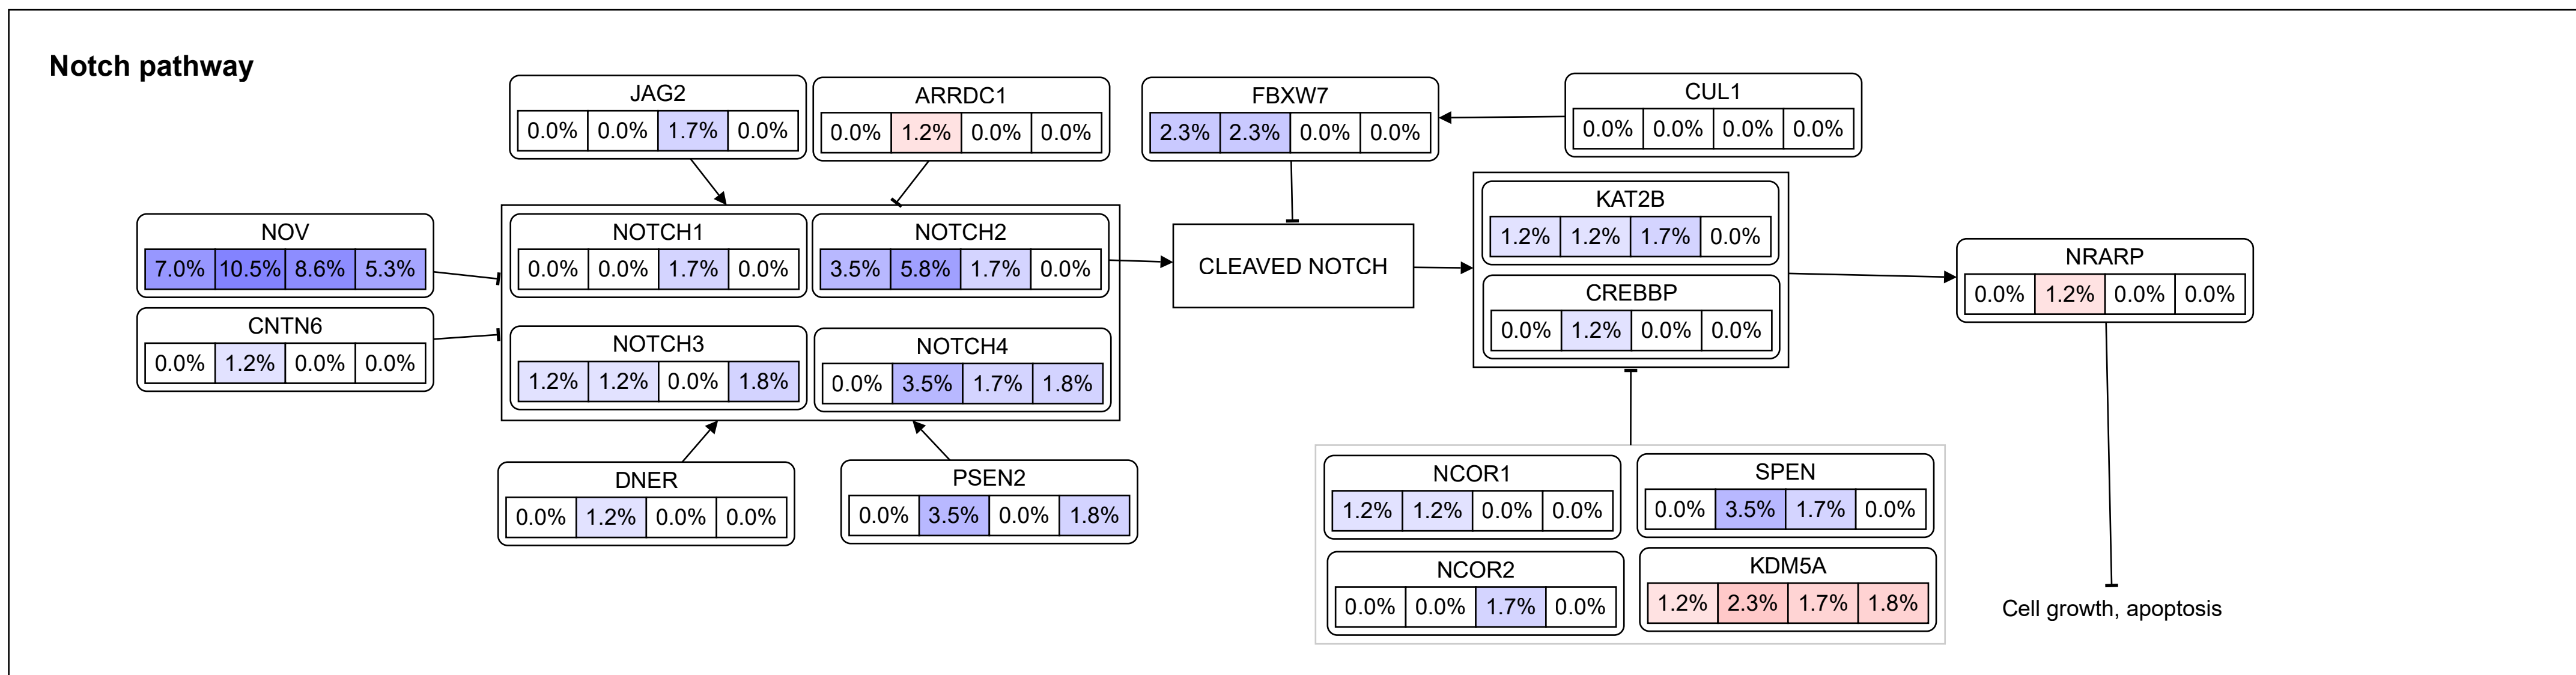 Notch pathway
JAG2
0.0% 0.0% 1.7% 0.0%
ARRDC1
0.0% 1.2% 0.0% 0.0%
FBXW7
2.3% 2.3% 0.0% 0.0%
CUL1
0.0% 0.0% 0.0% 0.0%
NOV
7.0% 10.5% 8.6% 5.3%
CNTN6
0.0% 1.2% 0.0% 0.0%
NOTCH1
0.0% 0.0% 1.7% 0.0%
NOTCH2
3.5% 5.8% 1.7% 0.0%
NOTCH3
1.2% 1.2% 0.0% 1.8%
NOTCH4
0.0% 3.5% 1.7% 1.8%
CLEAVED NOTCH
KAT2B
1.2% 1.2% 1.7% 0.0%
CREBBP
0.0% 1.2% 0.0% 0.0%
NRARP
0.0% 1.2% 0.0% 0.0%
DNER
0.0% 1.2% 0.0% 0.0%
PSEN2
0.0% 3.5% 0.0% 1.8%
NCOR1
1.2% 1.2% 0.0% 0.0%
SPEN
0.0% 3.5% 1.7% 0.0%
NCOR2
0.0% 0.0% 1.7% 0.0%
KDM5A
1.2% 2.3% 1.7% 1.8%
Cell growth, apoptosis